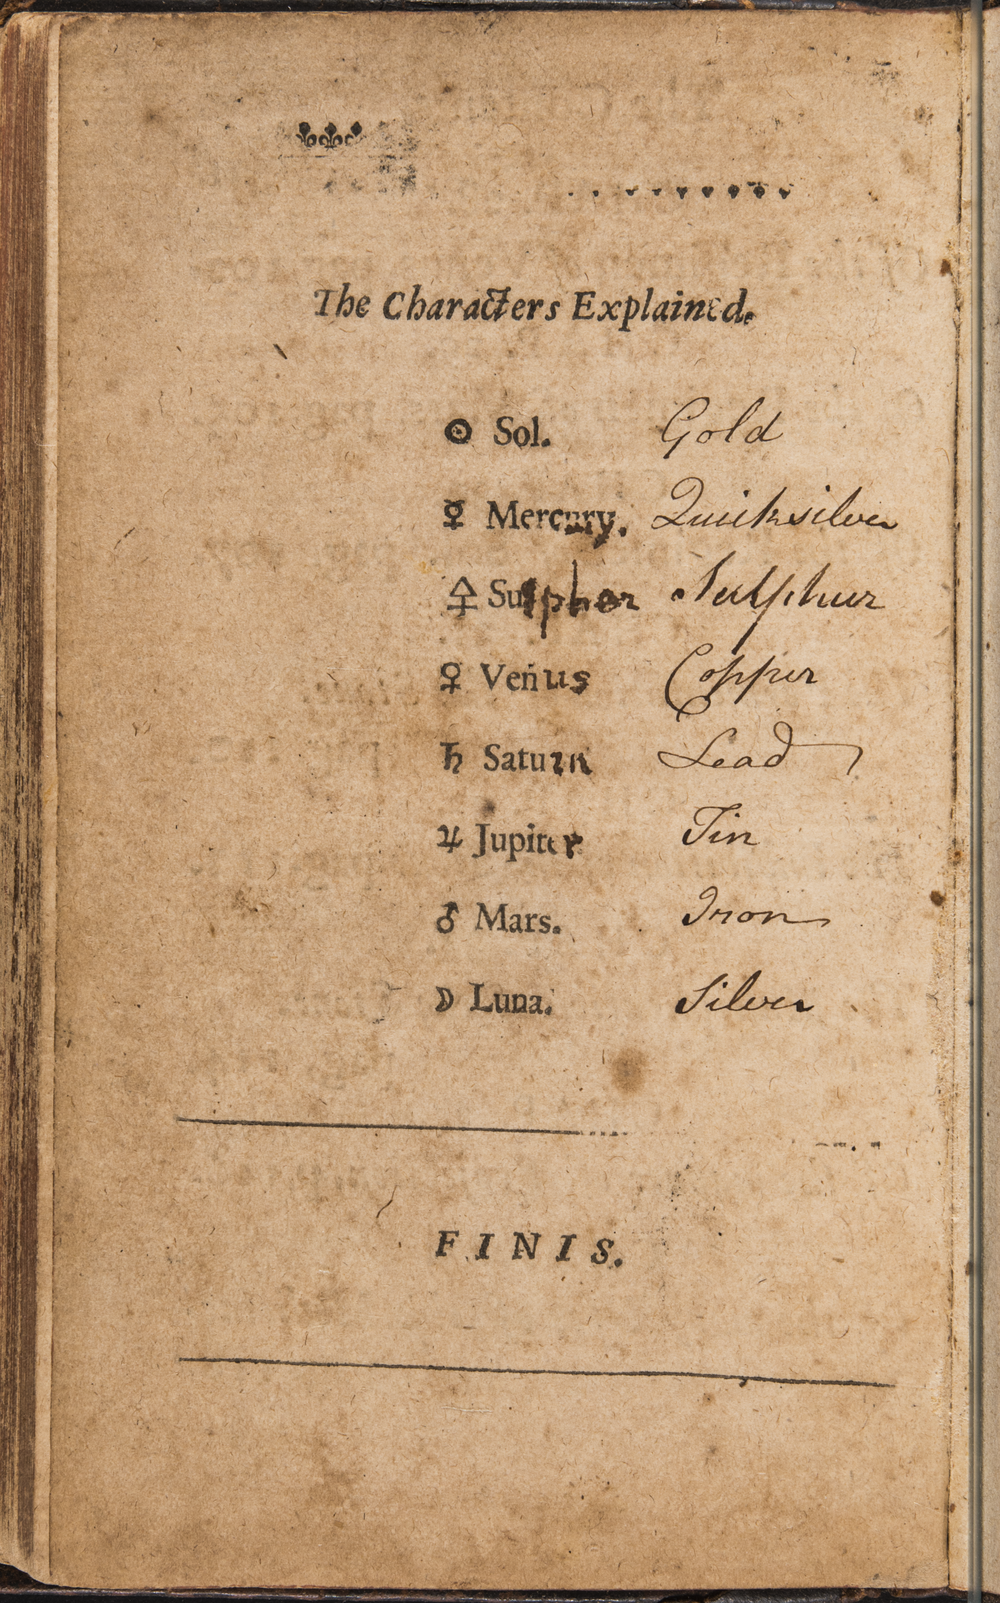 The Characters Explained.
☉ Sol. Gold
☿ Mercury. Quicksilver
🜍 Sulphur Sulphur
♀ Venus Copper
♄ Saturn Lead
♃ Jupiter Tin
♂ Mars. Iron
☽ Luna. Silver
FINIS.